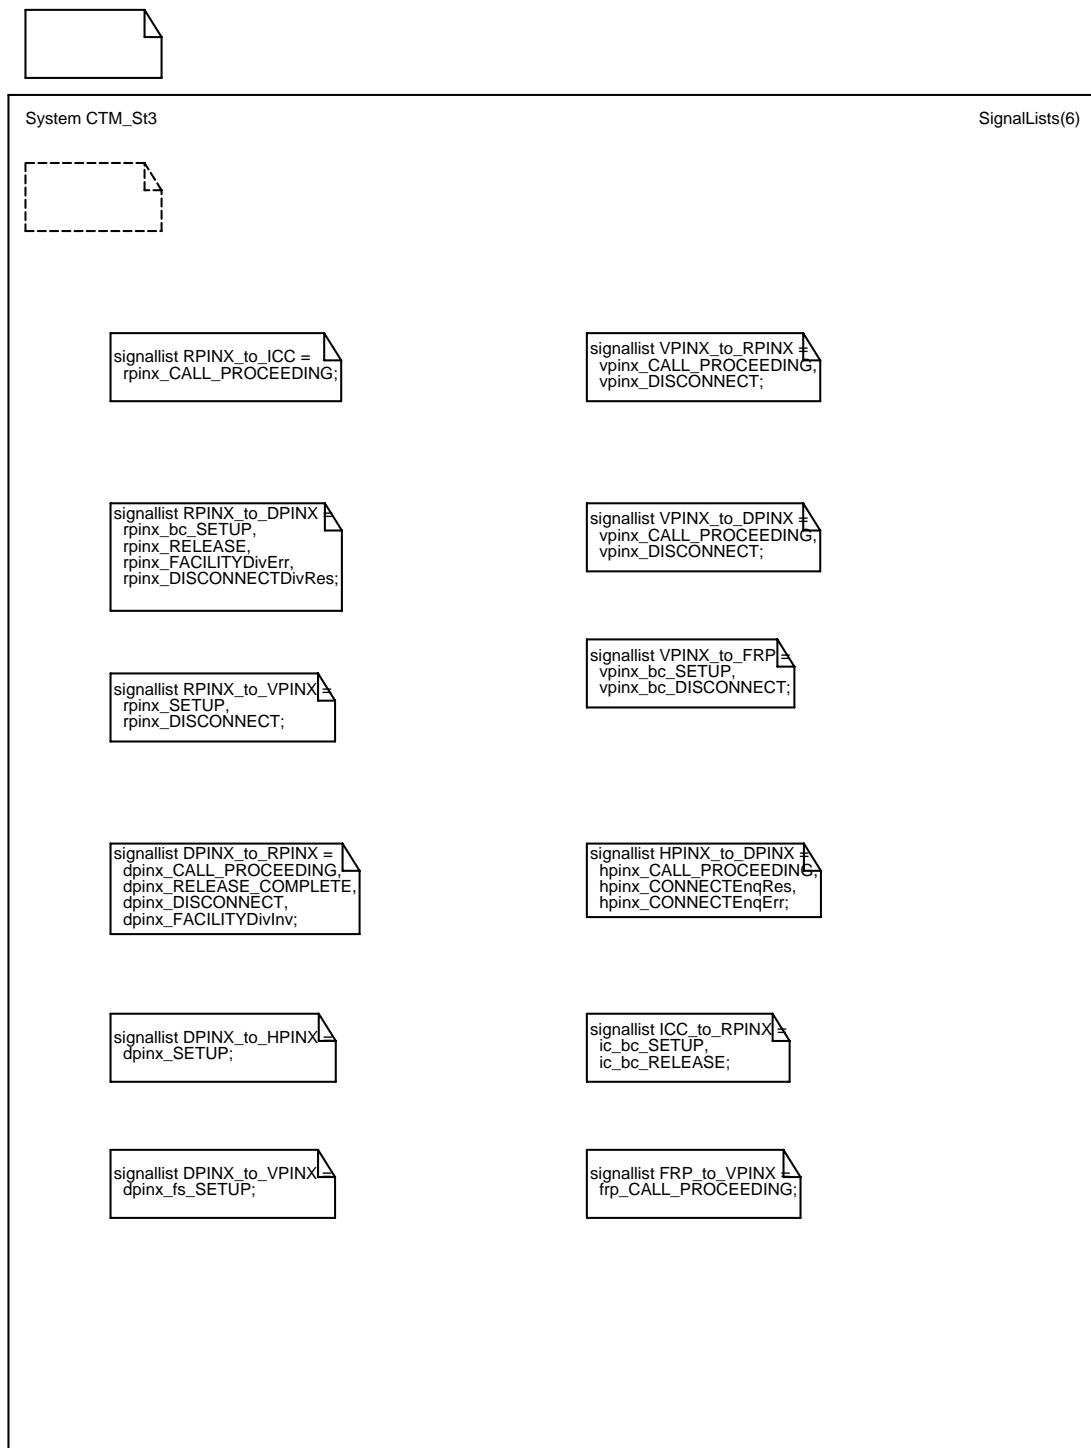 System CTM_St3
SignalLists(6)
signallist RPINX_to_ICC =
rpinx_CALL_PROCEEDING;
signallist VPINX_to_RPINX =
vpinx_CALL_PROCEEDING,
vpinx_DISCONNECT;
signallist RPINX_to_DPINX =
rpinx_bc_SETUP,
rpinx_RELEASE,
rpinx_FACILITYDivErr,
rpinx_DISCONNECTDivRes;
signallist VPINX_to_DPINX =
vpinx_CALL_PROCEEDING,
vpinx_DISCONNECT;
signallist VPINX_to_FRP =
vpinx_bc_SETUP,
vpinx_bc_DISCONNECT;
signallist RPINX_to_VPINX =
rpinx_SETUP,
rpinx_DISCONNECT;
signallist DPINX_to_RPINX =
dpinx_CALL_PROCEEDING,
dpinx_RELEASE_COMPLETE,
dpinx_DISCONNECT,
dpinx_FACILITYDivInv;
signallist HPINX_to_DPINX =
hpinx_CALL_PROCEEDING,
hpinx_CONNECTEnqRes,
hpinx_CONNECTEnqErr;
signallist DPINX_to_HPINX =
dpinx_SETUP;
signallist ICC_to_RPINX =
ic_bc_SETUP,
ic_bc_RELEASE;
signallist DPINX_to_VPINX =
dpinx_fs_SETUP;
signallist FRP_to_VPINX =
frp_CALL_PROCEEDING;